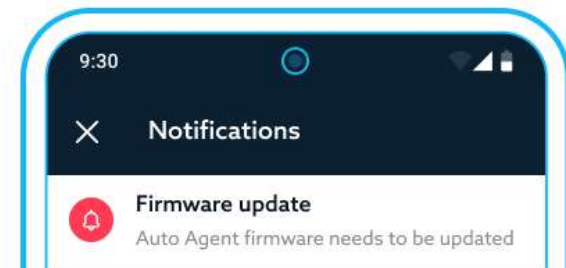 9:30
Notifications
Firmware update
Auto Agent firmware needs to be updated